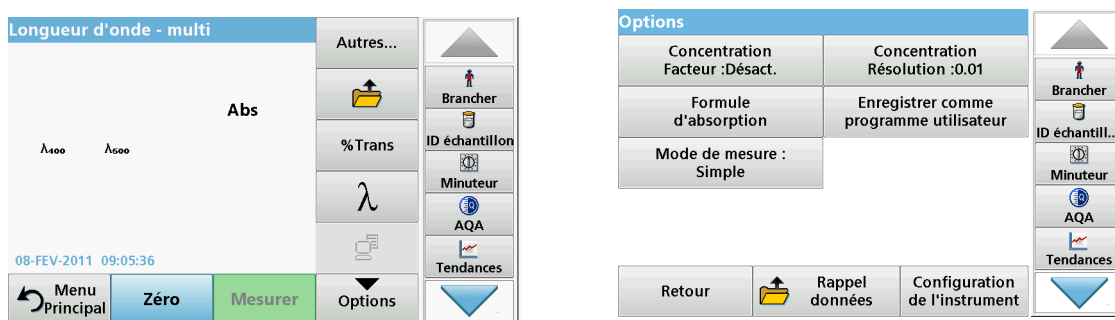 Longueur d'onde - multi
Autres...
Abs
%Trans
λ₄₀₀ λ₅₀₀
λ
08-FEV-2011 09:05:36
Menu
Principal
Zéro
Mesurer
Options
Brancher
ID échantillon
Minuteur
AQA
Tendances
Options
Concentration
Facteur :Désact.
Concentration
Résolution :0.01
Formule
d'absorption
Enregistrer comme
programme utilisateur
Mode de mesure :
Simple
Retour
Rappel
données
Configuration
de l'instrument
Brancher
ID échantill..
Minuteur
AQA
Tendances